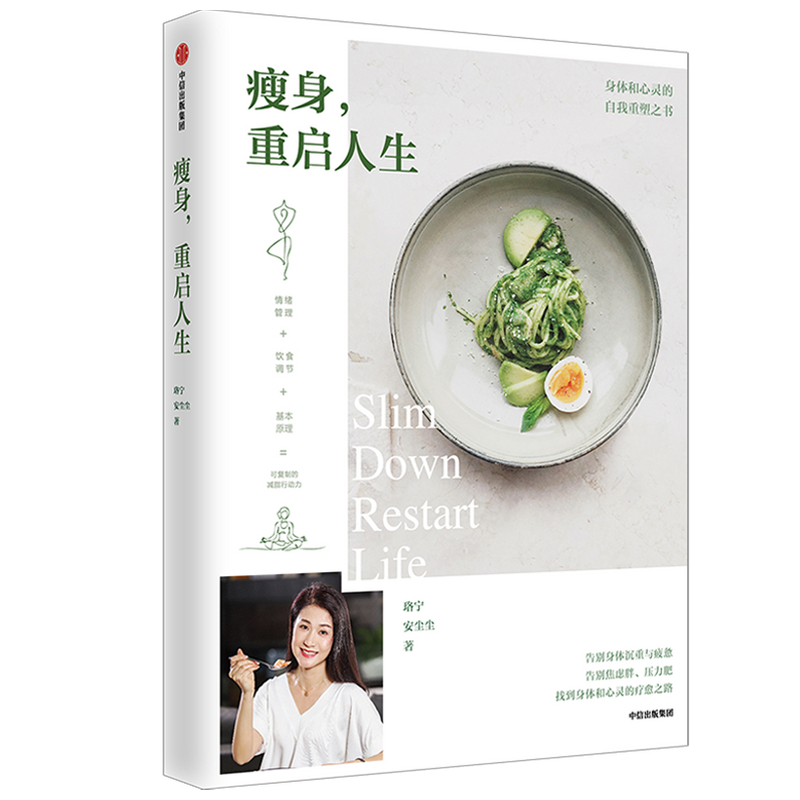 中信出版集团
瘦身，重启人生
珞宁
安尘尘
著
瘦身，
重启人生
身体和心灵的
自我重塑之书
情绪
管理
+
饮食
调节
+
基本
原理
=
可复制的
减脂行动力
Slim
Down
Restart
Life
珞宁
安尘尘
著
告别身体沉重与疲惫
告别焦虑胖、压力肥
找到身体和心灵的疗愈之路
中信出版集团